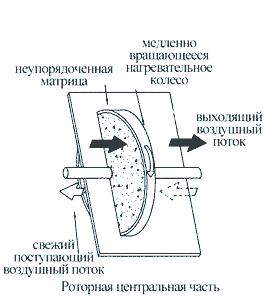 медленно
вращающееся
нагревательное
колесо
неупорядоченная
матрица
выходящий
воздушный
поток
свежий
поступающий
воздушный поток
Роторная центральная часть